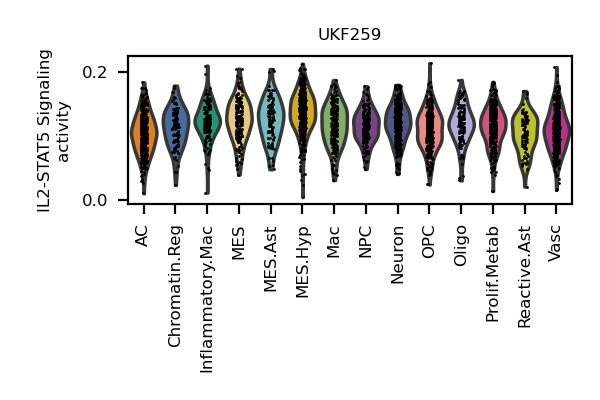 UKF259
IL2-STAT5 Signaling
activity
0.2
0.0
AC
Chromatin.Reg
Inflammatory.Mac
MES
MES.Ast
MES.Hyp
Mac
NPC
Neuron
OPC
Oligo
Prolif.Metab
Reactive.Ast
Vasc